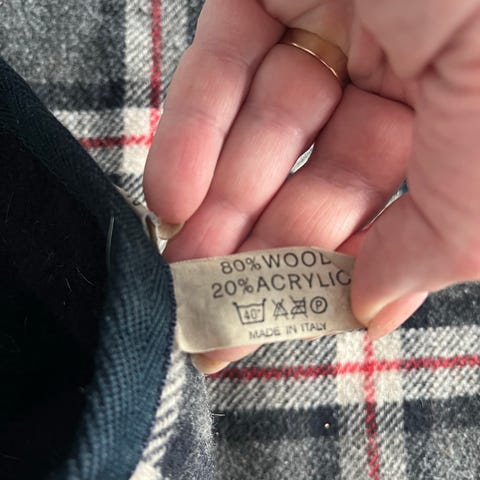 80% WOOL
20% ACRYLIC
40° P
MADE IN ITALY